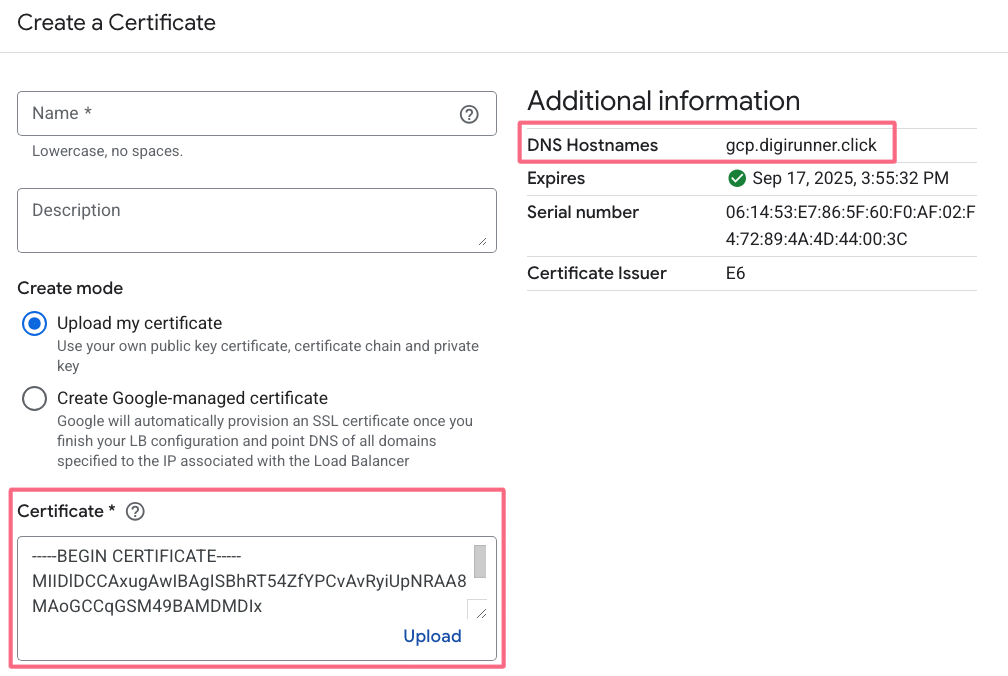 Create a Certificate
Name *
Lowercase, no spaces.
Description
Create mode
Upload my certificate
Use your own public key certificate, certificate chain and private
key
Create Google-managed certificate
Google will automatically provision an SSL certificate once you
finish your LB configuration and point DNS of all domains
specified to the IP associated with the Load Balancer
Certificate *
-----BEGIN CERTIFICATE-----
MIIDlDCCAxugAwIBAgISBhRT54ZfYPCvAvRyiUpNRAA8
MAoGCCqGSM49BAMDMDIx
Upload
Additional information
DNS Hostnames gcp.digirunner.click
Expires Sep 17, 2025, 3:55:32 PM
Serial number 06:14:53:E7:86:5F:60:F0:AF:02:F
4:72:89:4A:4D:44:00:3C
Certificate Issuer E6